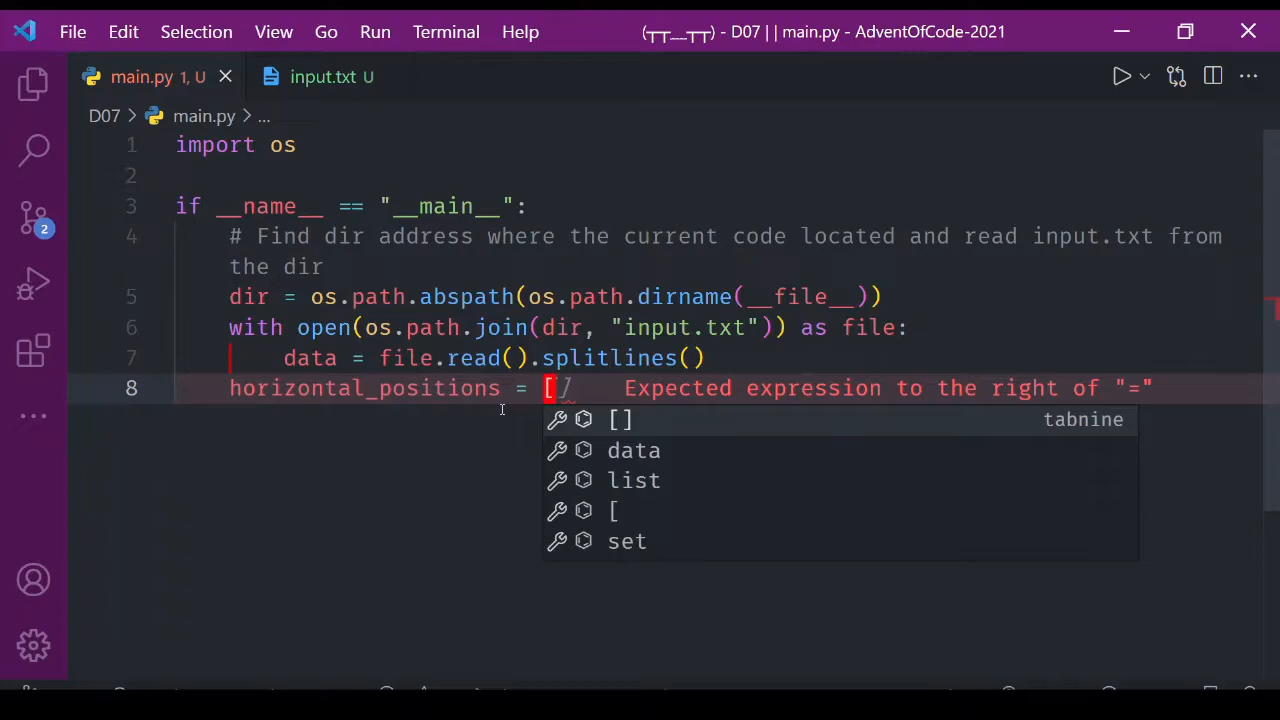 File Edit Selection View Go Run Terminal Help (┬┬﹏┬┬) - D07 | | main.py - AdventOfCode-2021
main.py 1, U input.txt U
D07 > main.py > ...
1 import os
2
3 if __name__ == "__main__":
4 # Find dir address where the current code located and read input.txt from
the dir
5 dir = os.path.abspath(os.path.dirname(__file__))
6 with open(os.path.join(dir, "input.txt")) as file:
7 data = file.read().splitlines()
8 horizontal_positions = [] Expected expression to the right of "="
[] tabnine
data
2
list
[
set